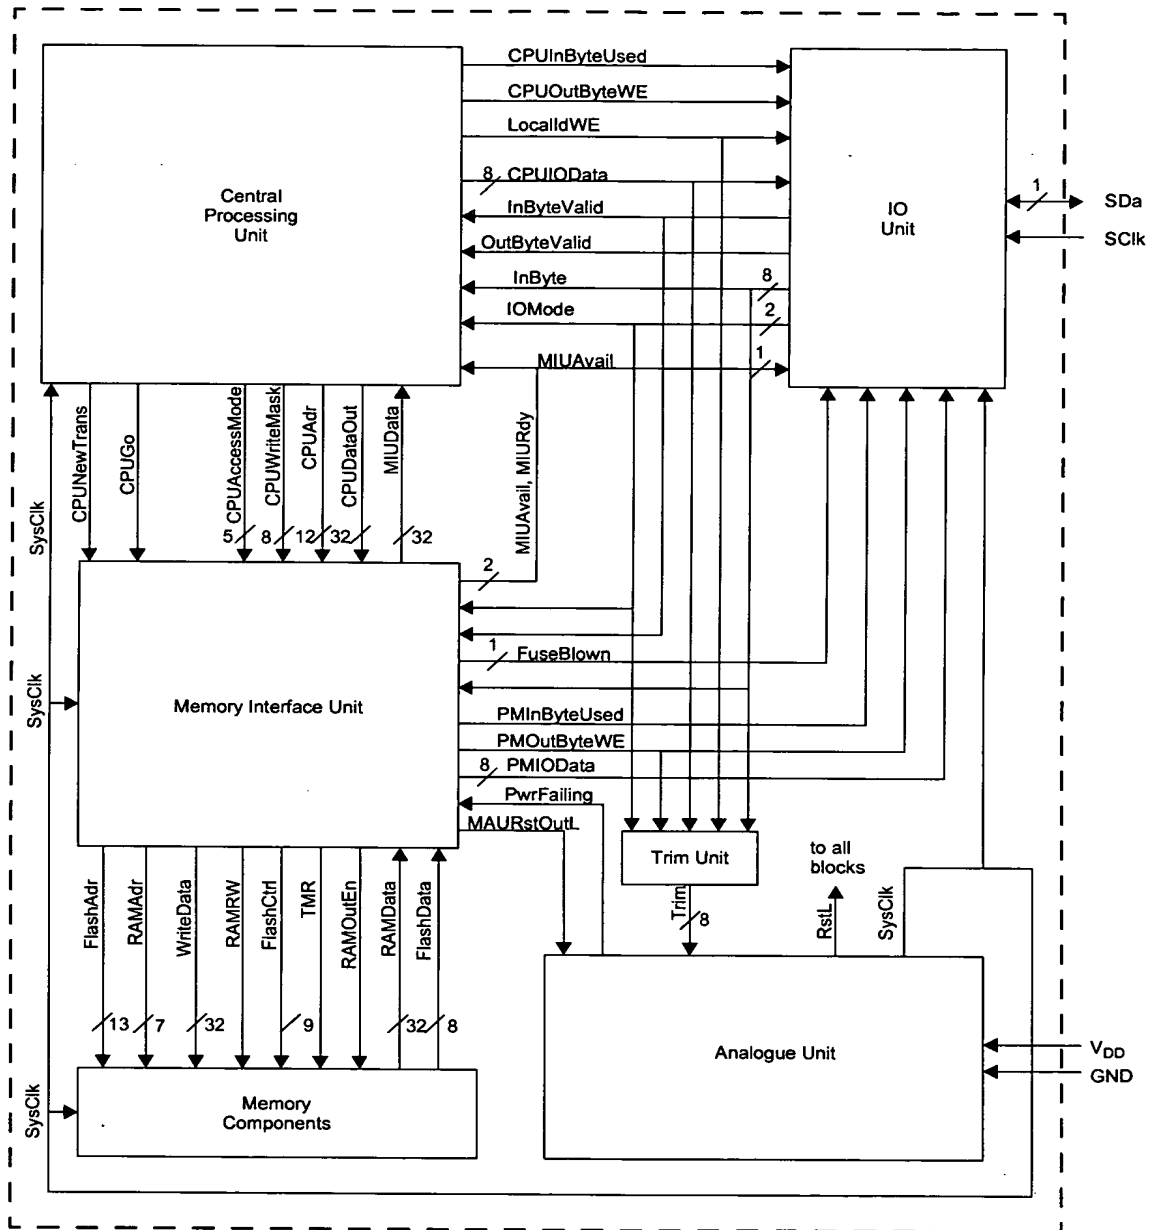 CPUInByteUsed
CPUOutByteWE
LocalIdWE
8 CPUIOData
InByteValid
OutByteValid
InByte 8
IOMode 2
MIUAvail 1
Central
Processing
Unit
IO
Unit
1 SDa
SClk
SysClk
CPUNewTrans
CPUGo
CPUAccessMode
CPUWriteMask
CPUAdr
CPUDataOut
MIUData
MIUAvail, MIURdy
5 8 12 32 32
2
1 FuseBlown
SysClk
Memory Interface Unit
PMInByteUsed
PMOutByteWE
8 PMIOData
PwrFailing
MAURstOutL
Trim Unit
to all
blocks
Trim
8
RstL
SysClk
FlashAdr
RAMAdr
WriteData
RAMRW
FlashCtrl
TMR
RAMOutEn
RAMData
FlashData
13 7 32 9 32 8
Analogue Unit
VDD
GND
SysClk
Memory
Components